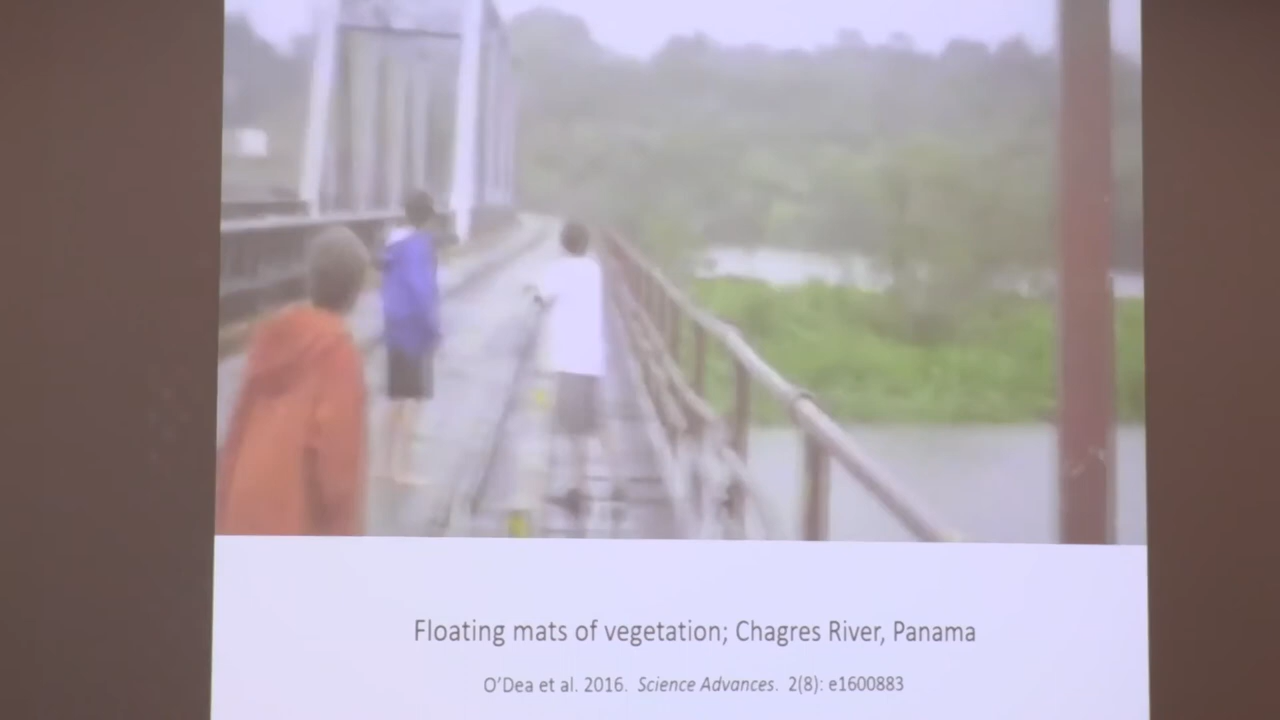 Floating mats of vegetation; Chagres River, Panama
O'Dea et al. 2016. Science Advances. 2(8): e1600883